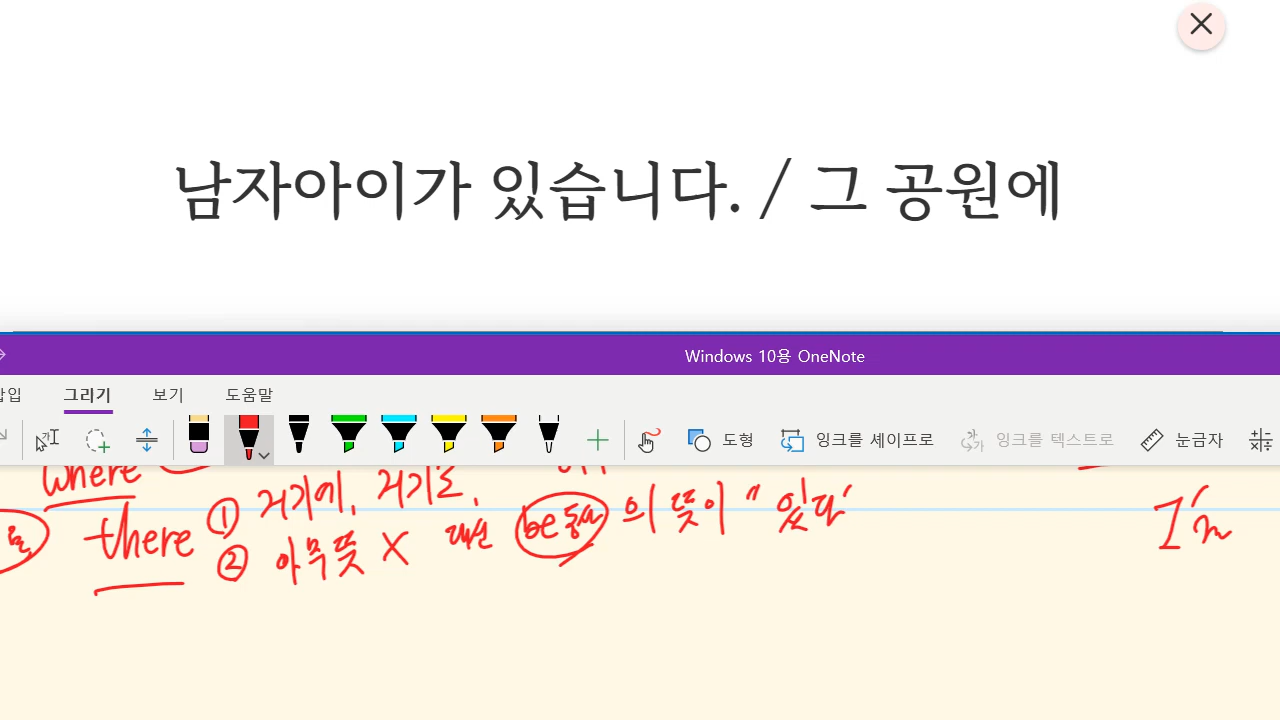 남자아이가 있습니다. / 그 공원에
Windows 10용 OneNote
삽입 그리기 보기 도움말
도형 잉크를 셰이프로 잉크를 텍스트로 눈금자
where
there ① 거기에, 거기로,
② 아무뜻 X 대신 be동사 의 뜻이 "있다"
로
I'm